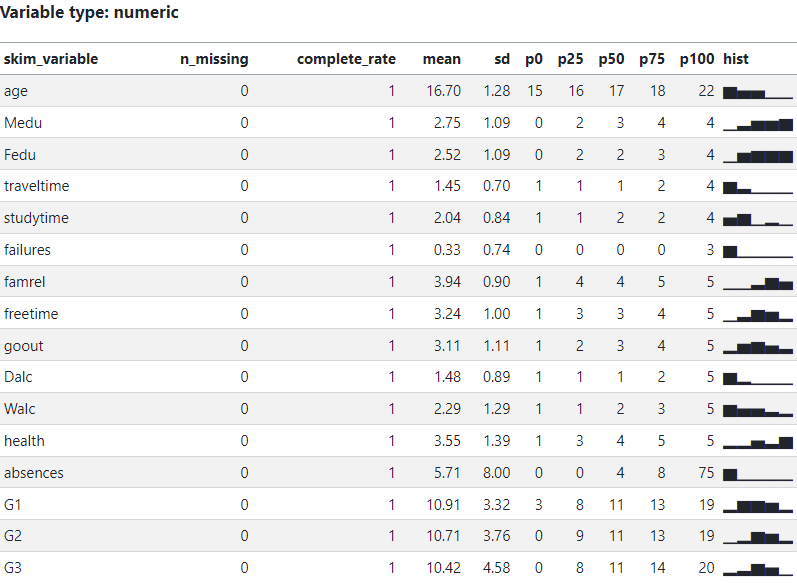 Variable type: numeric
skim_variable n_missing complete_rate mean sd p0 p25 p50 p75 p100 hist
age 0 1 16.70 1.28 15 16 17 18 22
Medu 0 1 2.75 1.09 0 2 3 4 4
Fedu 0 1 2.52 1.09 0 2 2 3 4
traveltime 0 1 1.45 0.70 1 1 1 2 4
studytime 0 1 2.04 0.84 1 1 2 2 4
failures 0 1 0.33 0.74 0 0 0 0 3
famrel 0 1 3.94 0.90 1 4 4 5 5
freetime 0 1 3.24 1.00 1 3 3 4 5
goout 0 1 3.11 1.11 1 2 3 4 5
Dalc 0 1 1.48 0.89 1 1 1 2 5
Walc 0 1 2.29 1.29 1 1 2 3 5
health 0 1 3.55 1.39 1 3 4 5 5
absences 0 1 5.71 8.00 0 0 4 8 75
G1 0 1 10.91 3.32 3 8 11 13 19
G2 0 1 10.71 3.76 0 9 11 13 19
G3 0 1 10.42 4.58 0 8 11 14 20